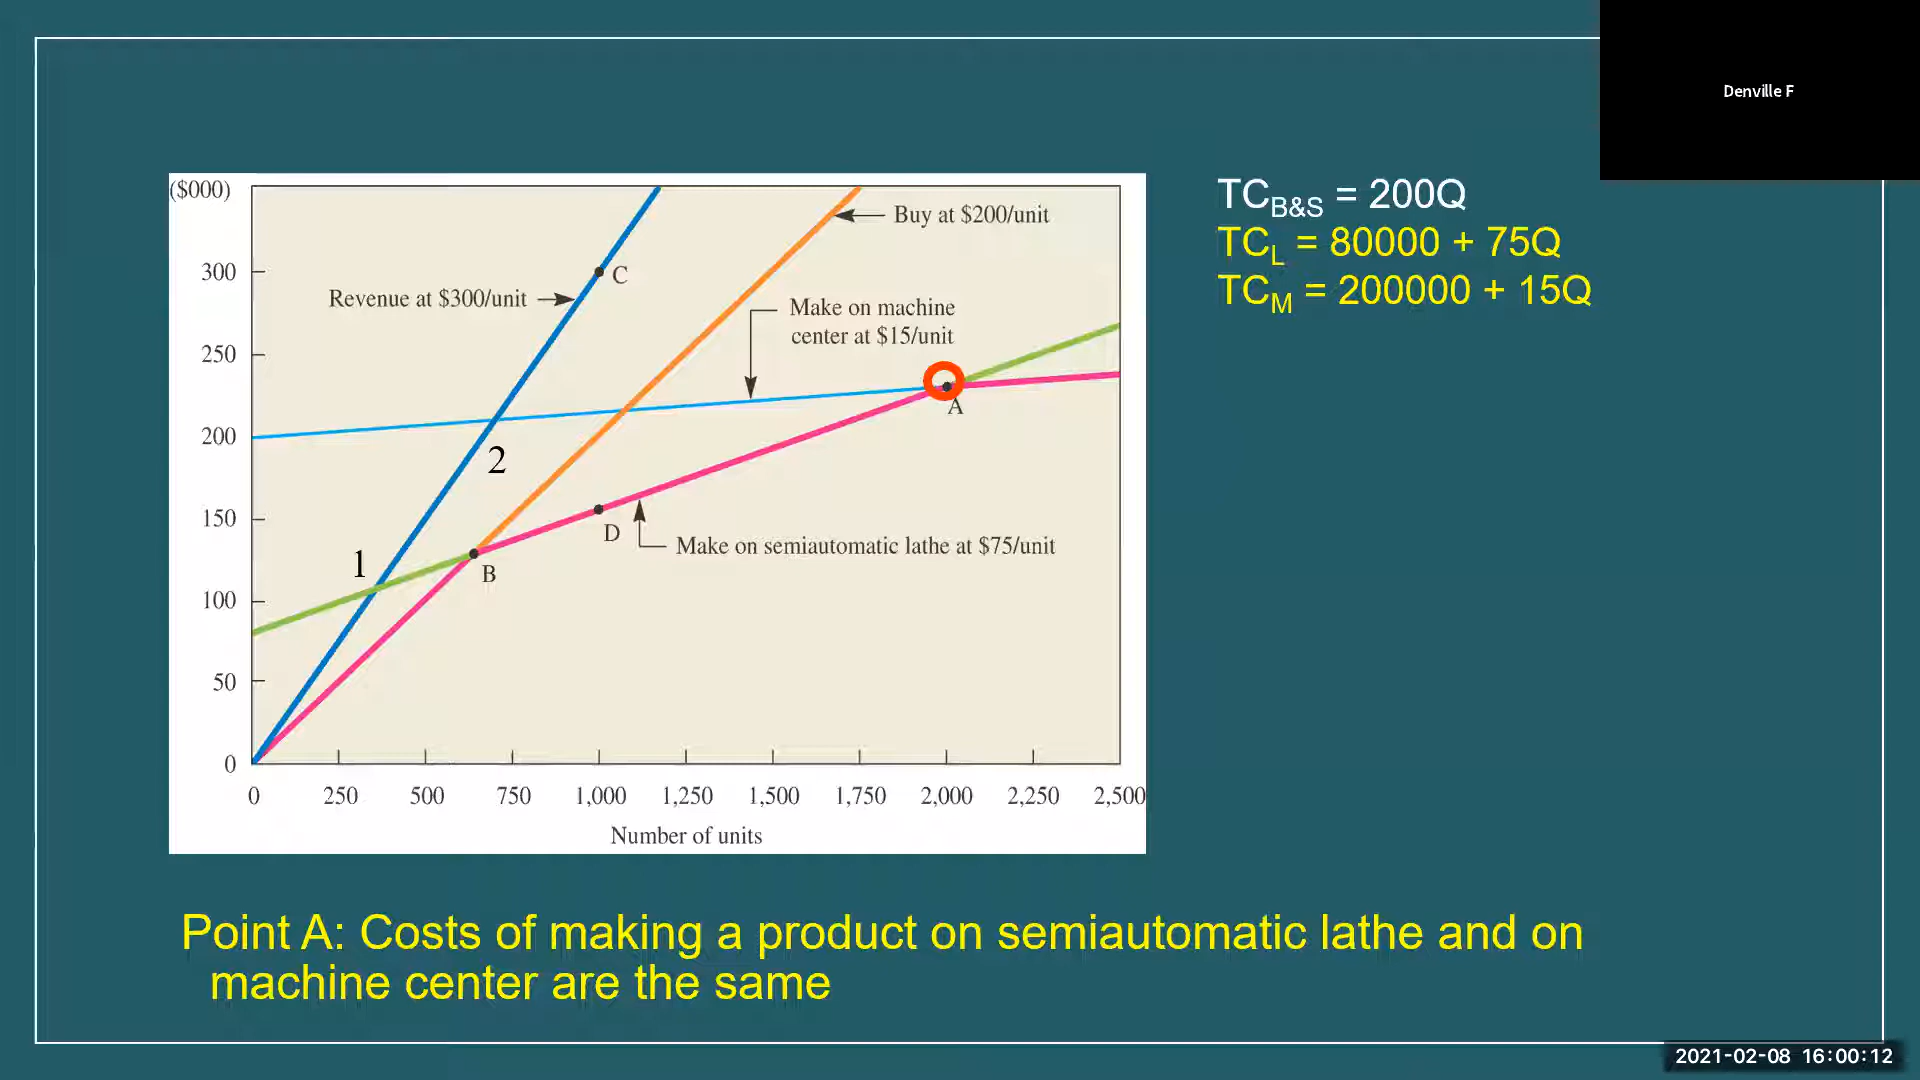 Denville F
($000)
Buy at $200/unit
300
C
Revenue at $300/unit
Make on machine
center at $15/unit
250
A
200
2
150
D
Make on semiautomatic lathe at $75/unit
1
B
100
50
0
0 250 500 750 1,000 1,250 1,500 1,750 2,000 2,250 2,500
Number of units
TCB&S = 200Q
TCL = 80000 + 75Q
TCM = 200000 + 15Q
Point A: Costs of making a product on semiautomatic lathe and on
machine center are the same
2021-02-08 16:00:12